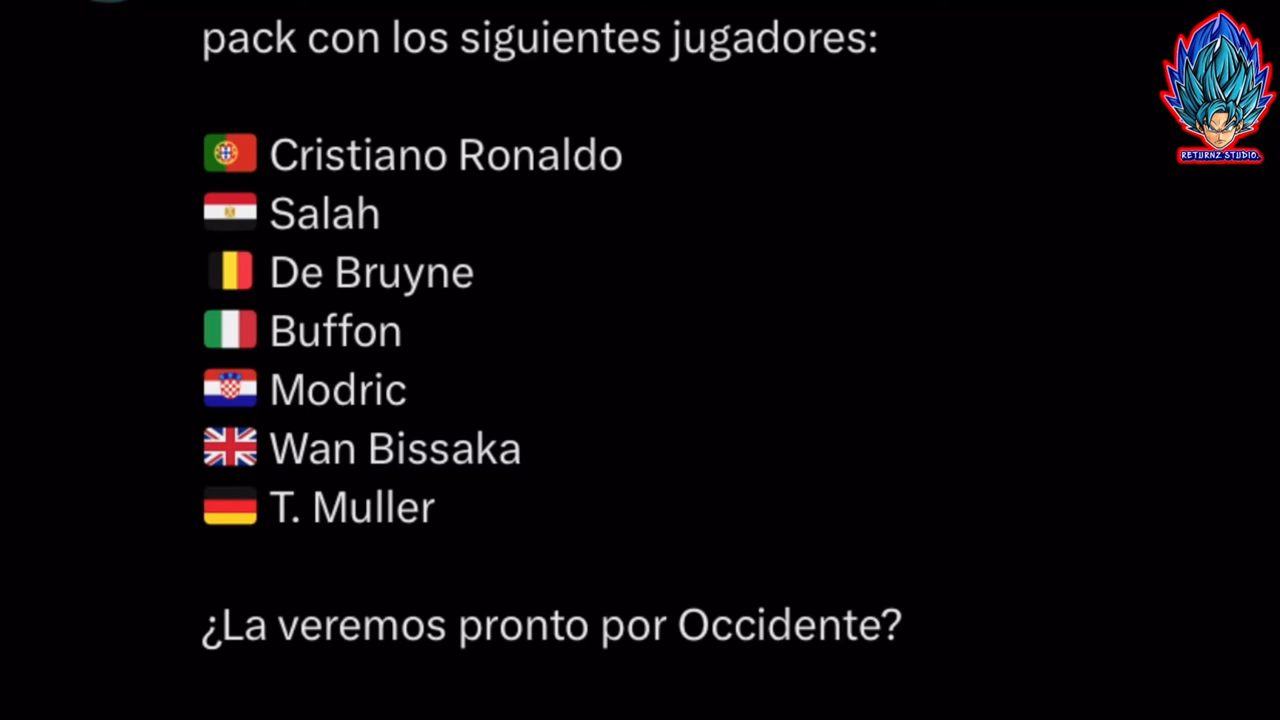 pack con los siguientes jugadores:
Cristiano Ronaldo
Salah
De Bruyne
Buffon
Modric
Wan Bissaka
T. Muller
¿La veremos pronto por Occidente?
RETURNZ STUDIO.